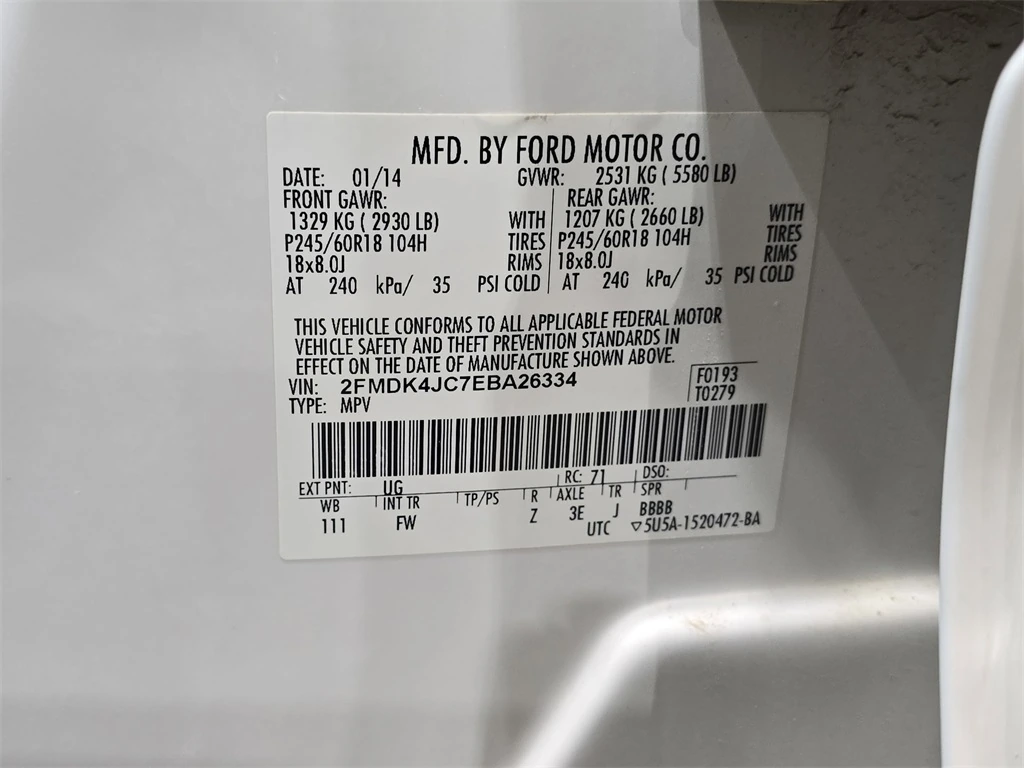 MFD. BY FORD MOTOR CO.
DATE: 01/14 GVWR: 2531 KG ( 5580 LB)
FRONT GAWR: REAR GAWR:
1329 KG ( 2930 LB) WITH 1207 KG ( 2660 LB) WITH
P245/60R18 104H TIRES P245/60R18 104H TIRES
18x8.0J RIMS 18x8.0J RIMS
AT 240 kPa/ 35 PSI COLD AT 240 kPa/ 35 PSI COLD
THIS VEHICLE CONFORMS TO ALL APPLICABLE FEDERAL MOTOR
VEHICLE SAFETY AND THEFT PREVENTION STANDARDS IN
EFFECT ON THE DATE OF MANUFACTURE SHOWN ABOVE.
VIN: 2FMDK4JC7EBA26334 F0193
TYPE: MPV T0279
EXT PNT: UG RC: 71 DSO:
WB INT TR TP/PS R AXLE TR SPR
111 FW Z 3E J BBBB
UTC ▽5U5A-1520472-BA